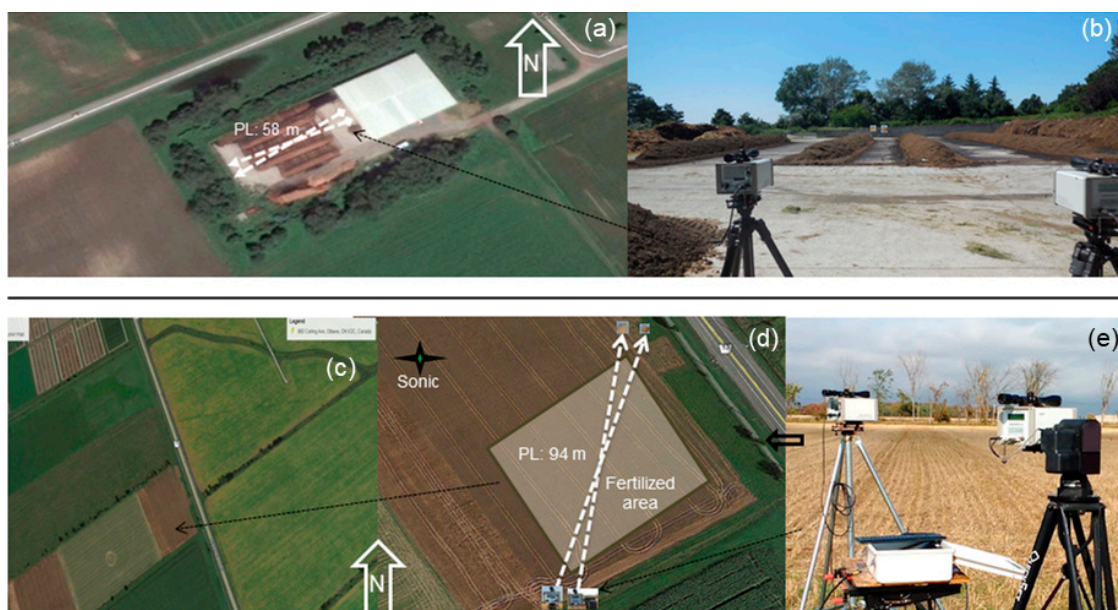 (a)
N
PL: 58 m
(b)
Legend
(c)
Sonic
(d)
PL: 94 m
Fertilized
area
N
(e)